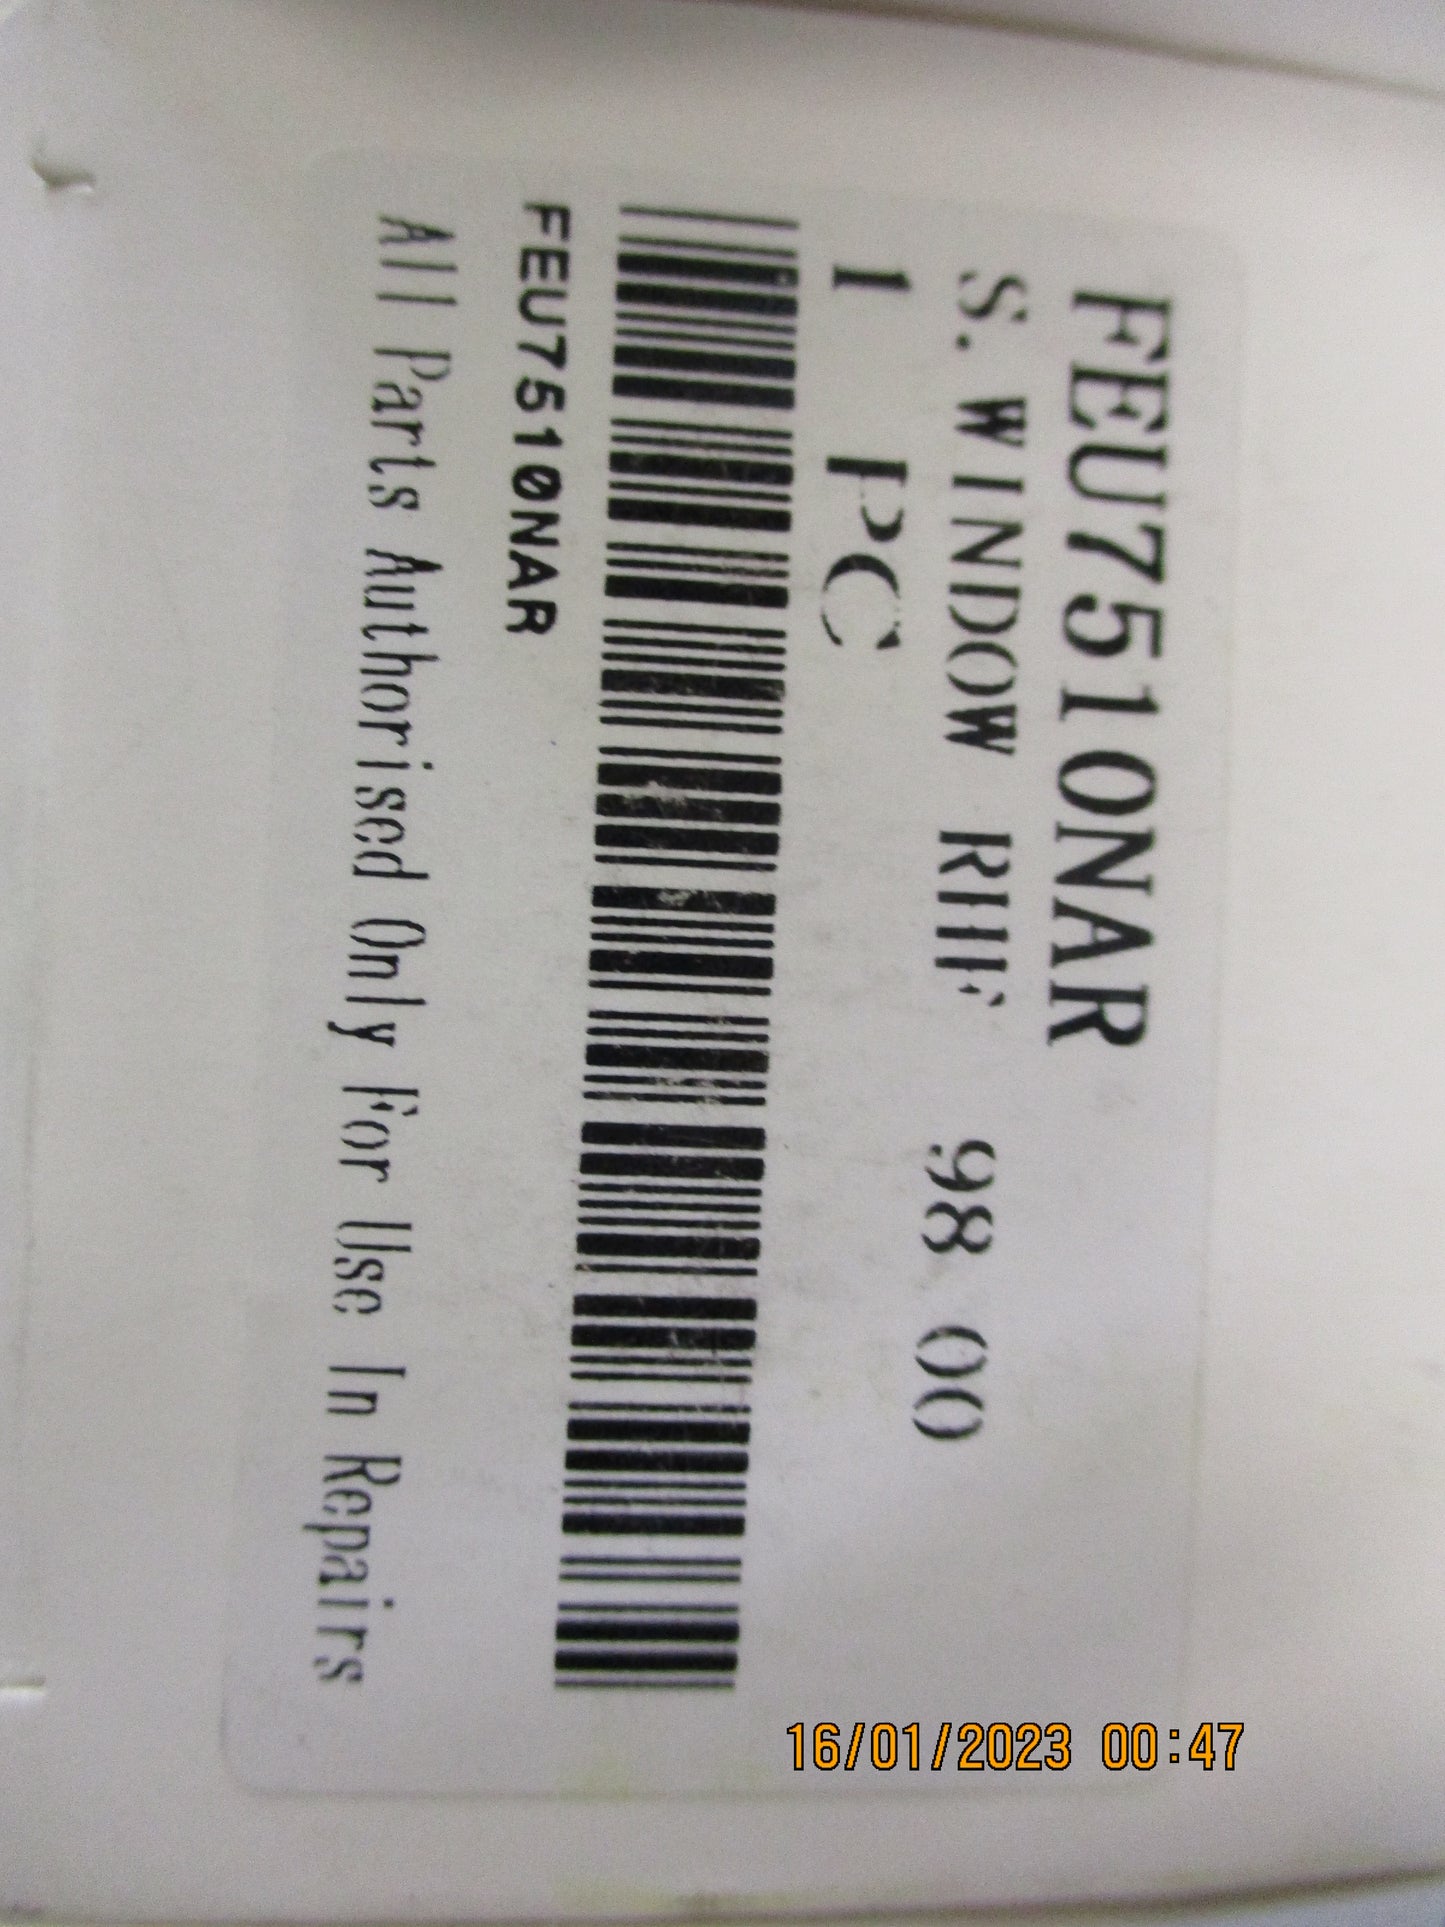 FEU7510NAR
S. WINDOW RHF 98 00
1 PC
FEU7510NAR
All Parts Authorised Only For Use In Repairs
16/01/2023 00:47